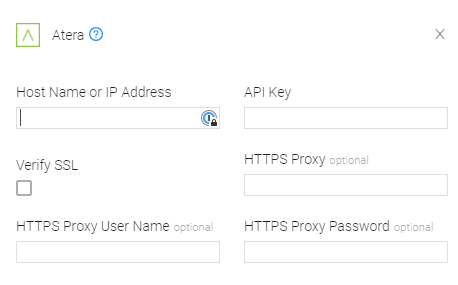 Atera ?
Host Name or IP Address
API Key
Verify SSL
HTTPS Proxy optional
HTTPS Proxy User Name optional
HTTPS Proxy Password optional